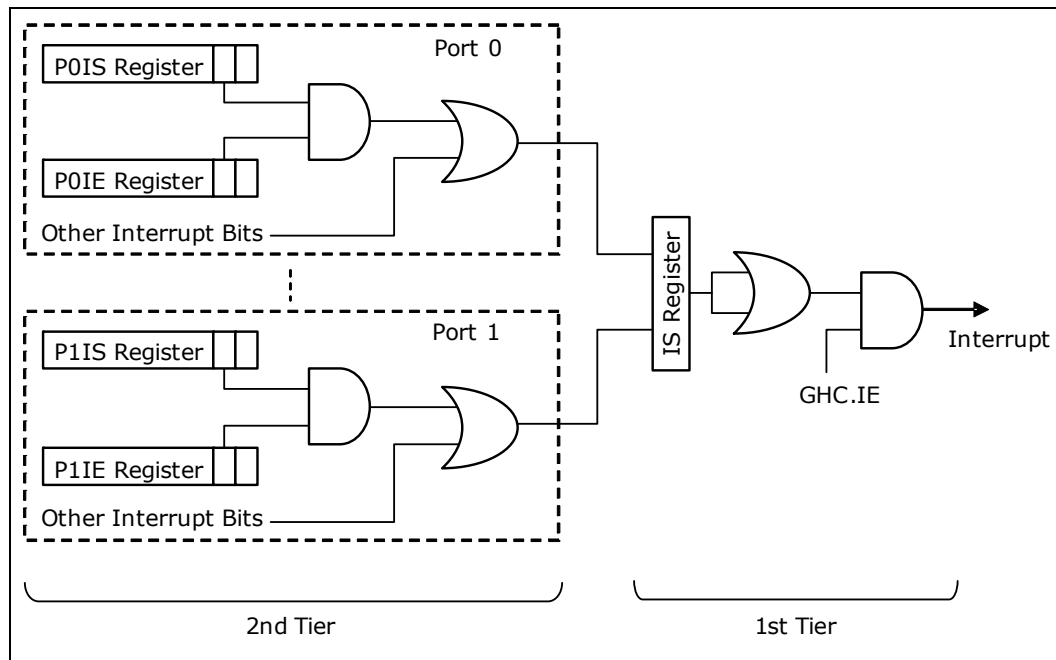 Port 0
P0IS Register
P0IE Register
Other Interrupt Bits
Port 1
P1IS Register
P1IE Register
Other Interrupt Bits
IS Register
GHC.IE
Interrupt
2nd Tier
1st Tier